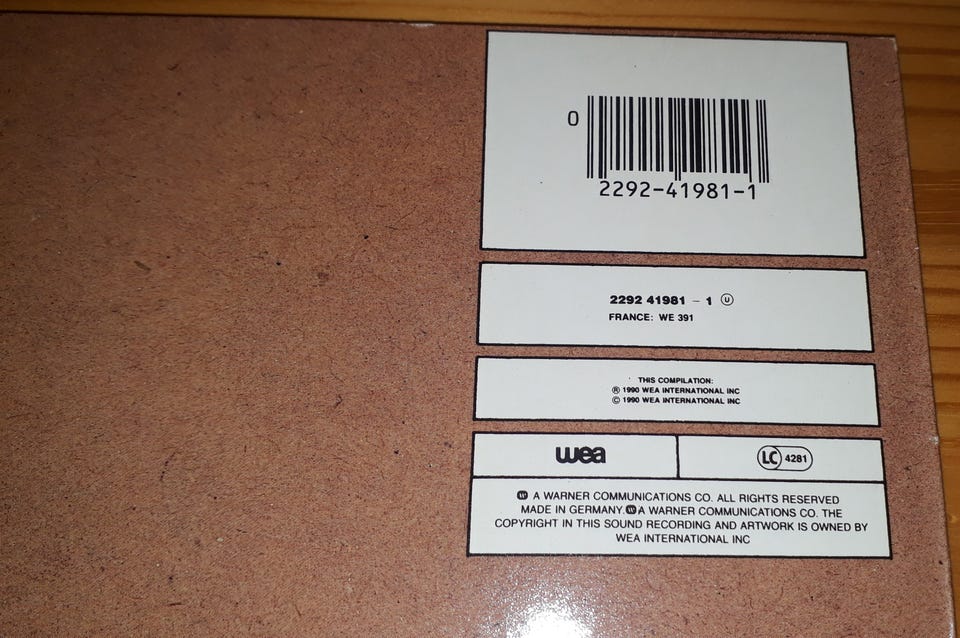 0
2292-41981-1
2292 41981 - 1 Ⓤ
FRANCE: WE 391
THIS COMPILATION:
Ⓡ 1990 WEA INTERNATIONAL INC
© 1990 WEA INTERNATIONAL INC
wea
LC 4281
A WARNER COMMUNICATIONS CO. ALL RIGHTS RESERVED
MADE IN GERMANY. A WARNER COMMUNICATIONS CO. THE
COPYRIGHT IN THIS SOUND RECORDING AND ARTWORK IS OWNED BY
WEA INTERNATIONAL INC